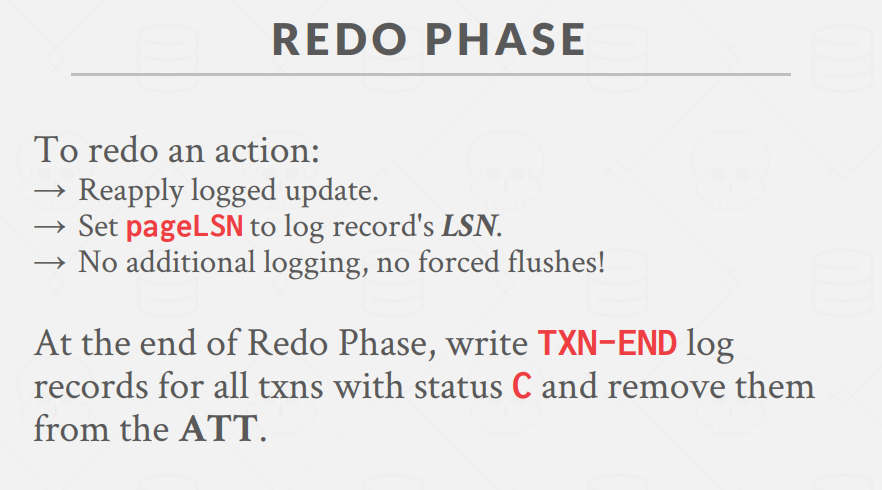 REDO PHASE
To redo an action:
→ Reapply logged update.
→ Set pageLSN to log record's LSN.
→ No additional logging, no forced flushes!
At the end of Redo Phase, write TXN-END log
records for all txns with status C and remove them
from the ATT.